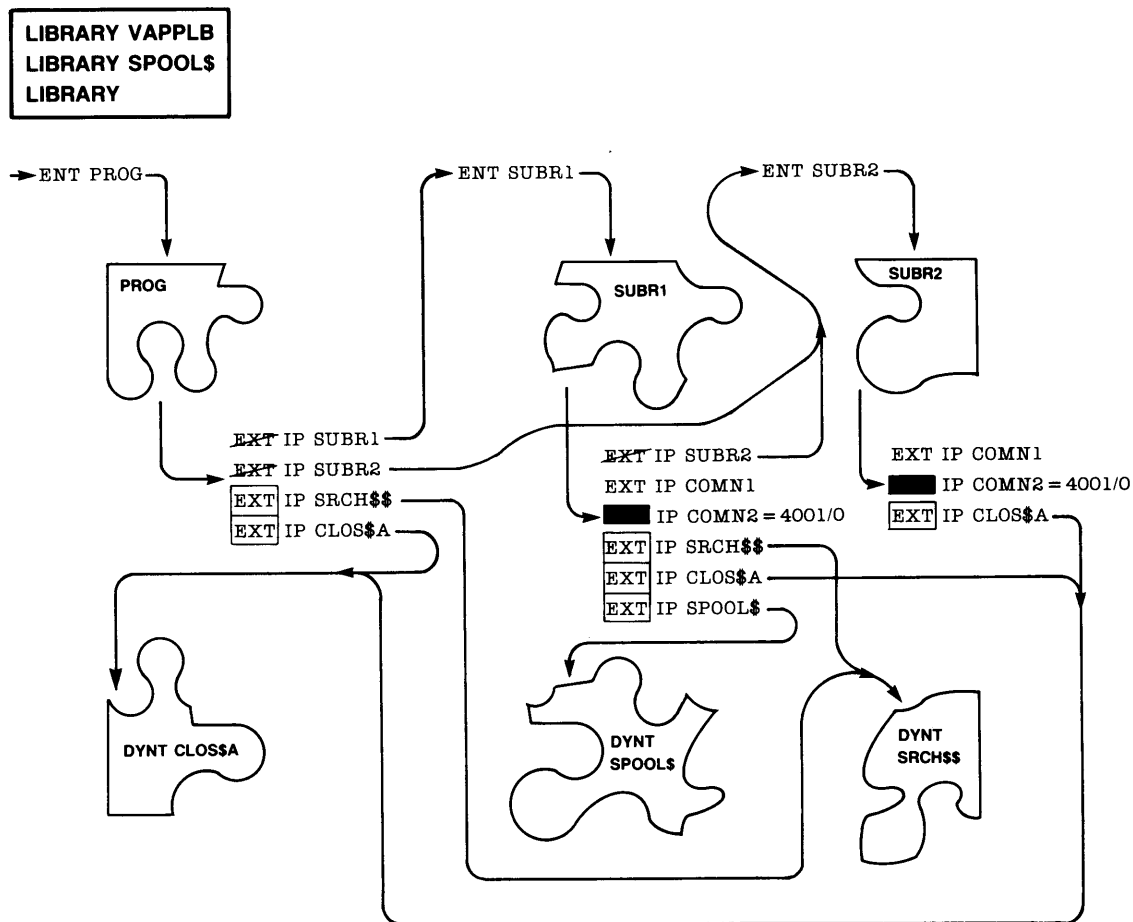 LIBRARY VAPPLB
LIBRARY SPOOL$
LIBRARY
ENT PROG
ENT SUBR1
ENT SUBR2
PROG
SUBR1
SUBR2
EXT IP SUBR1
EXT IP SUBR2
EXT IP SRCH$$
EXT IP CLOS$A
EXT IP SUBR2
EXT IP COMN1
IP COMN2 = 4001/0
EXT IP SRCH$$
EXT IP CLOS$A
EXT IP SPOOL$
EXT IP COMN1
IP COMN2 = 4001/0
EXT IP CLOS$A
DYNT CLOS$A
DYNT
SPOOL$
DYNT
SRCH$$